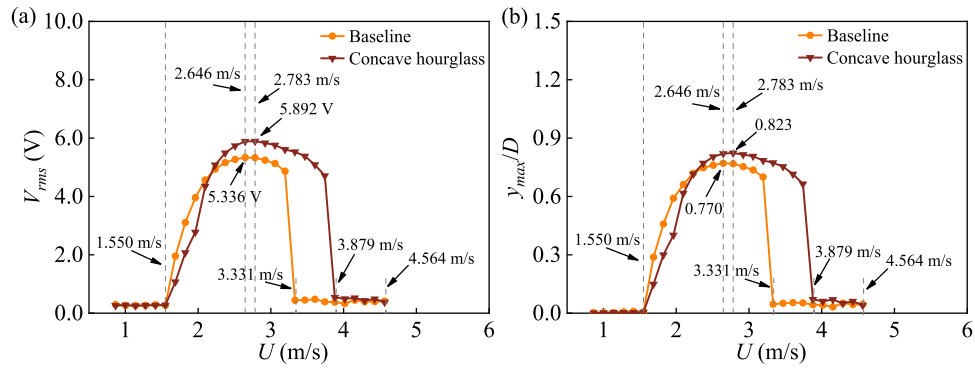 (a)
10.0
8.0
6.0
4.0
2.0
0.0
V_rms (V)
1 2 3 4 5 6
U (m/s)
Baseline
Concave hourglass
2.646 m/s
2.783 m/s
5.892 V
5.336 V
1.550 m/s
3.331 m/s
3.879 m/s
4.564 m/s
(b)
1.5
1.2
0.9
0.6
0.3
0.0
y_max/D
1 2 3 4 5 6
U (m/s)
Baseline
Concave hourglass
2.646 m/s
2.783 m/s
0.823
0.770
1.550 m/s
3.331 m/s
3.879 m/s
4.564 m/s